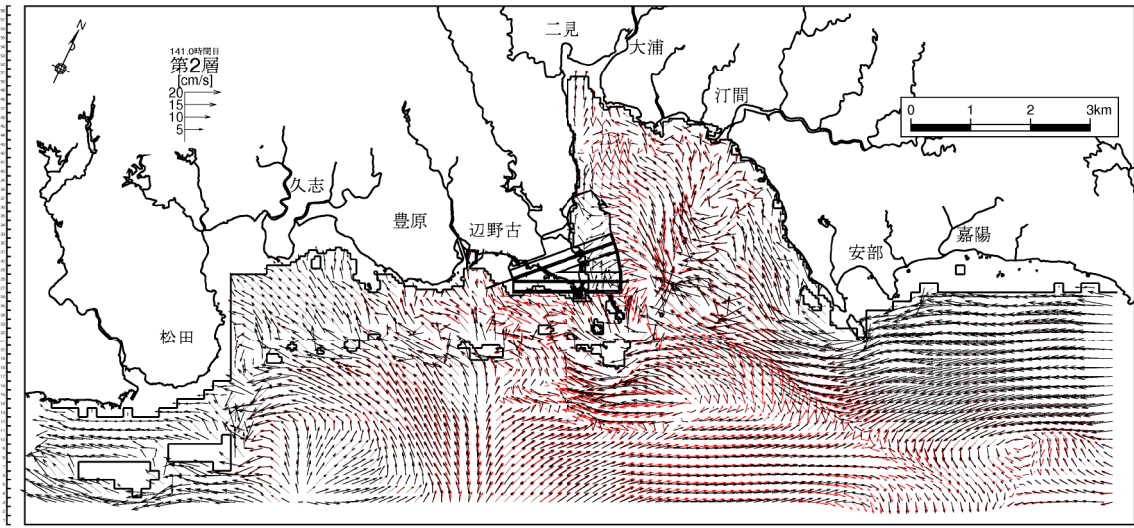 N
141.0時間目
第2層
[cm/s]
20
15
10
5
二見
大浦
汀間
0 1 2 3km
久志
豊原
辺野古
安部
嘉陽
松田